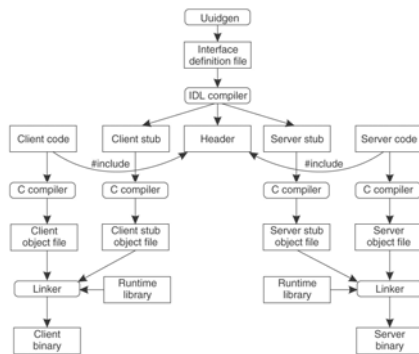 Uuidgen
Interface
definition file
IDL compiler
Client code
Client stub
Header
Server stub
Server code
#include
#include
C compiler
C compiler
C compiler
C compiler
Client
object file
Client stub
object file
Server stub
object file
Server
object file
Linker
Runtime
library
Runtime
library
Linker
Client
binary
Server
binary